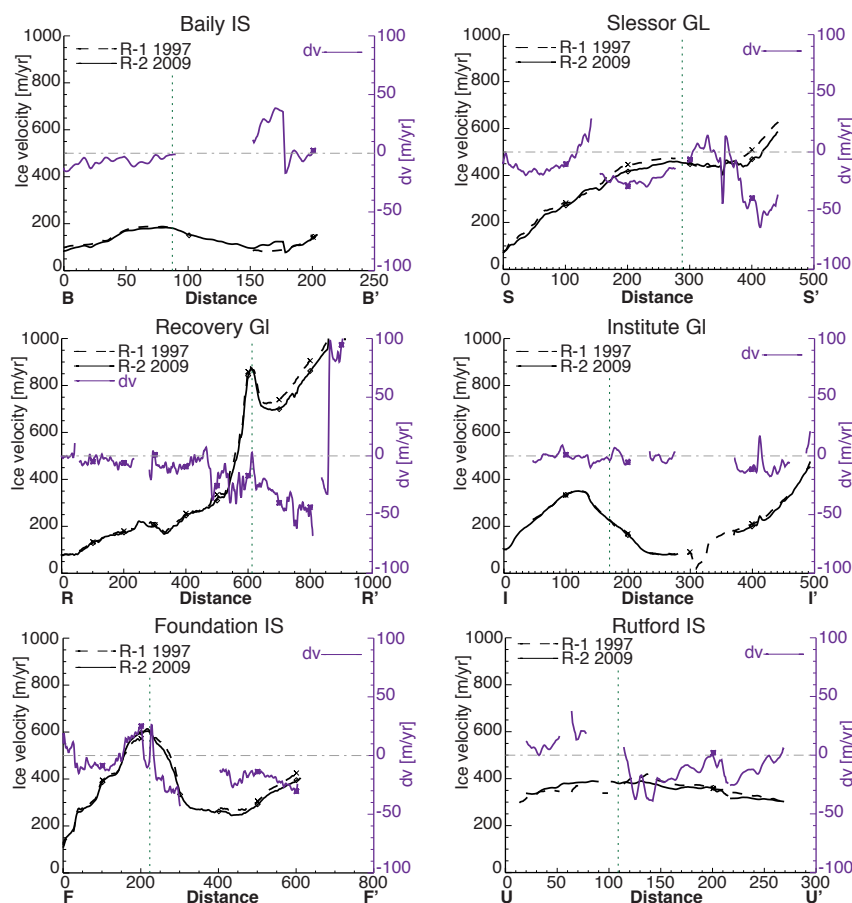 Baily IS
R-1 1997
R-2 2009
dv
Ice velocity [m/yr]
1000
800
600
400
200
0
100
50
0
-50
-100
dv [m/yr]
0 50 100 150 200 250
B Distance B'
Slessor GL
R-1 1997
R-2 2009
dv
Ice velocity [m/yr]
1000
800
600
400
200
0
100
50
0
-50
-100
dv [m/yr]
0 100 200 300 400 500
S Distance S'
Recovery Gl
R-1 1997
R-2 2009
dv
Ice velocity [m/yr]
1000
800
600
400
200
0
100
50
0
-50
-100
dv [m/yr]
0 200 400 600 800 1000
R Distance R'
Institute Gl
R-1 1997
R-2 2009
dv
Ice velocity [m/yr]
1000
800
600
400
200
0
100
50
0
-50
-100
dv [m/yr]
0 100 200 300 400 500
I Distance I'
Foundation IS
R-1 1997
R-2 2009
dv
Ice velocity [m/yr]
1000
800
600
400
200
0
100
50
0
-50
-100
dv [m/yr]
0 200 400 600 800
F Distance F'
Rutford IS
R-1 1997
R-2 2009
dv
Ice velocity [m/yr]
1000
800
600
400
200
0
100
50
0
-50
-100
dv [m/yr]
0 50 100 150 200 250 300
U Distance U'